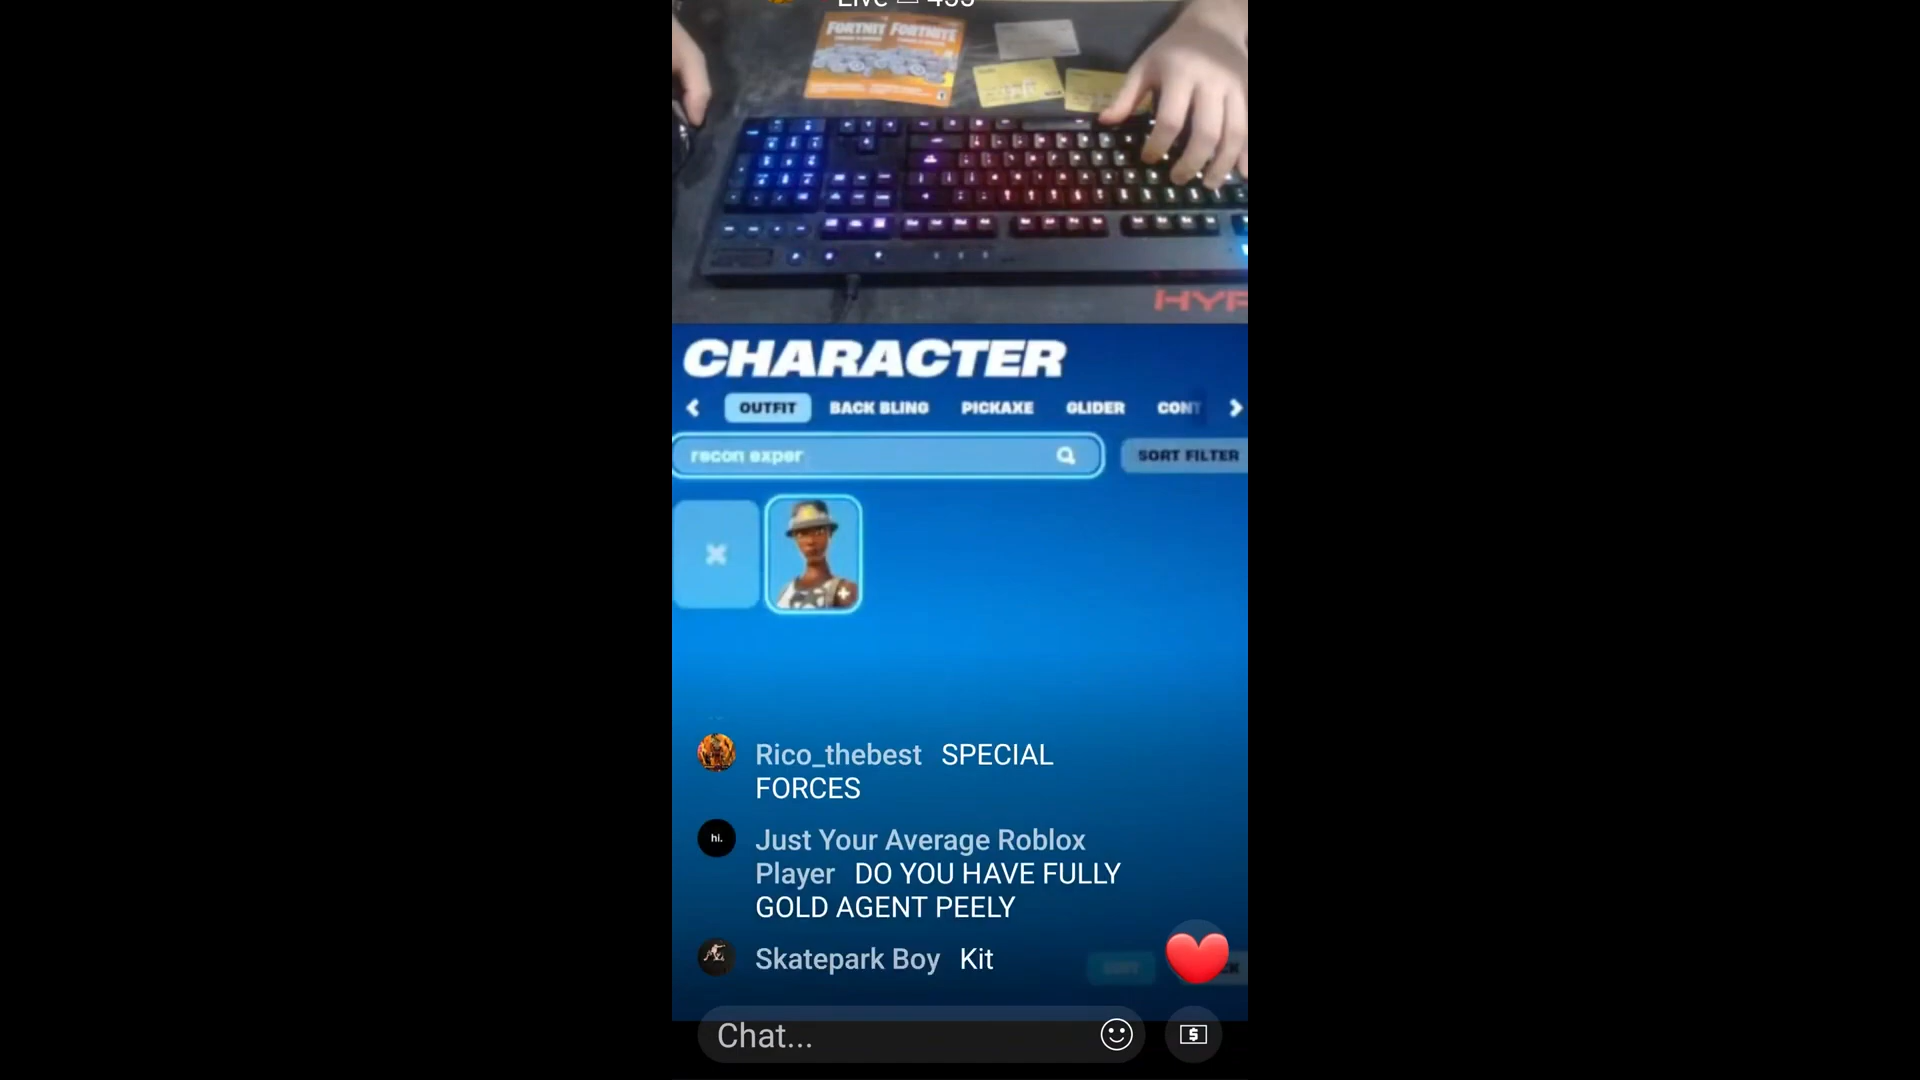 FORTNIT FORTNITE
HYP
CHARACTER
OUTFIT BACK BLING PICKAXE GLIDER CONT
recon exper SORT FILTER
Rico_thebest SPECIAL
FORCES
hi. Just Your Average Roblox
Player DO YOU HAVE FULLY
GOLD AGENT PEELY
Skatepark Boy Kit
Chat...